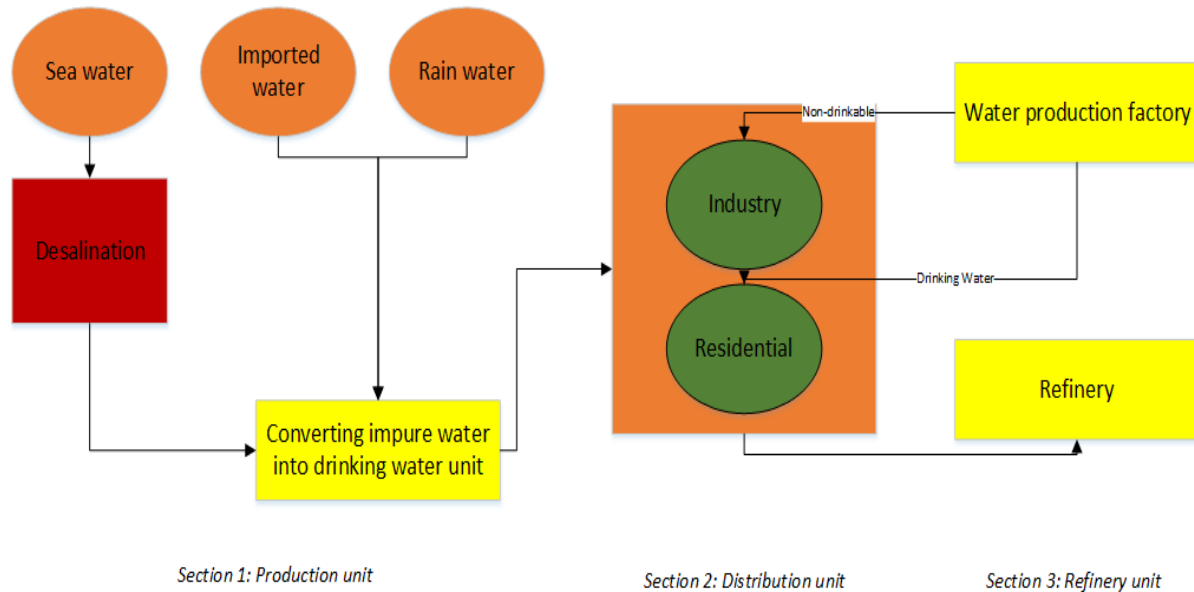 Sea water
Imported
water
Rain water
Non-drinkable
Water production factory
Industry
Desalination
Drinking Water
Residential
Refinery
Converting impure water
into drinking water unit
Section 1: Production unit
Section 2: Distribution unit
Section 3: Refinery unit